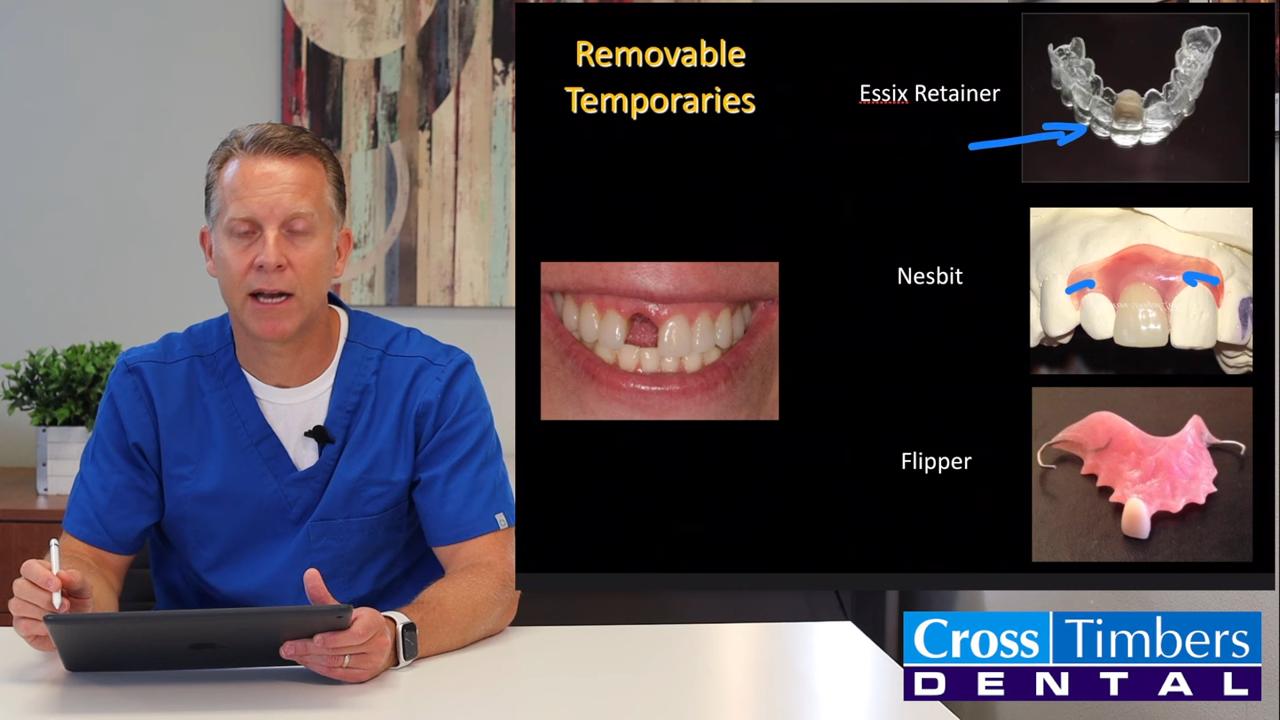 Removable
Temporaries
Essix Retainer
Nesbit
Flipper
Cross Timbers
DENTAL